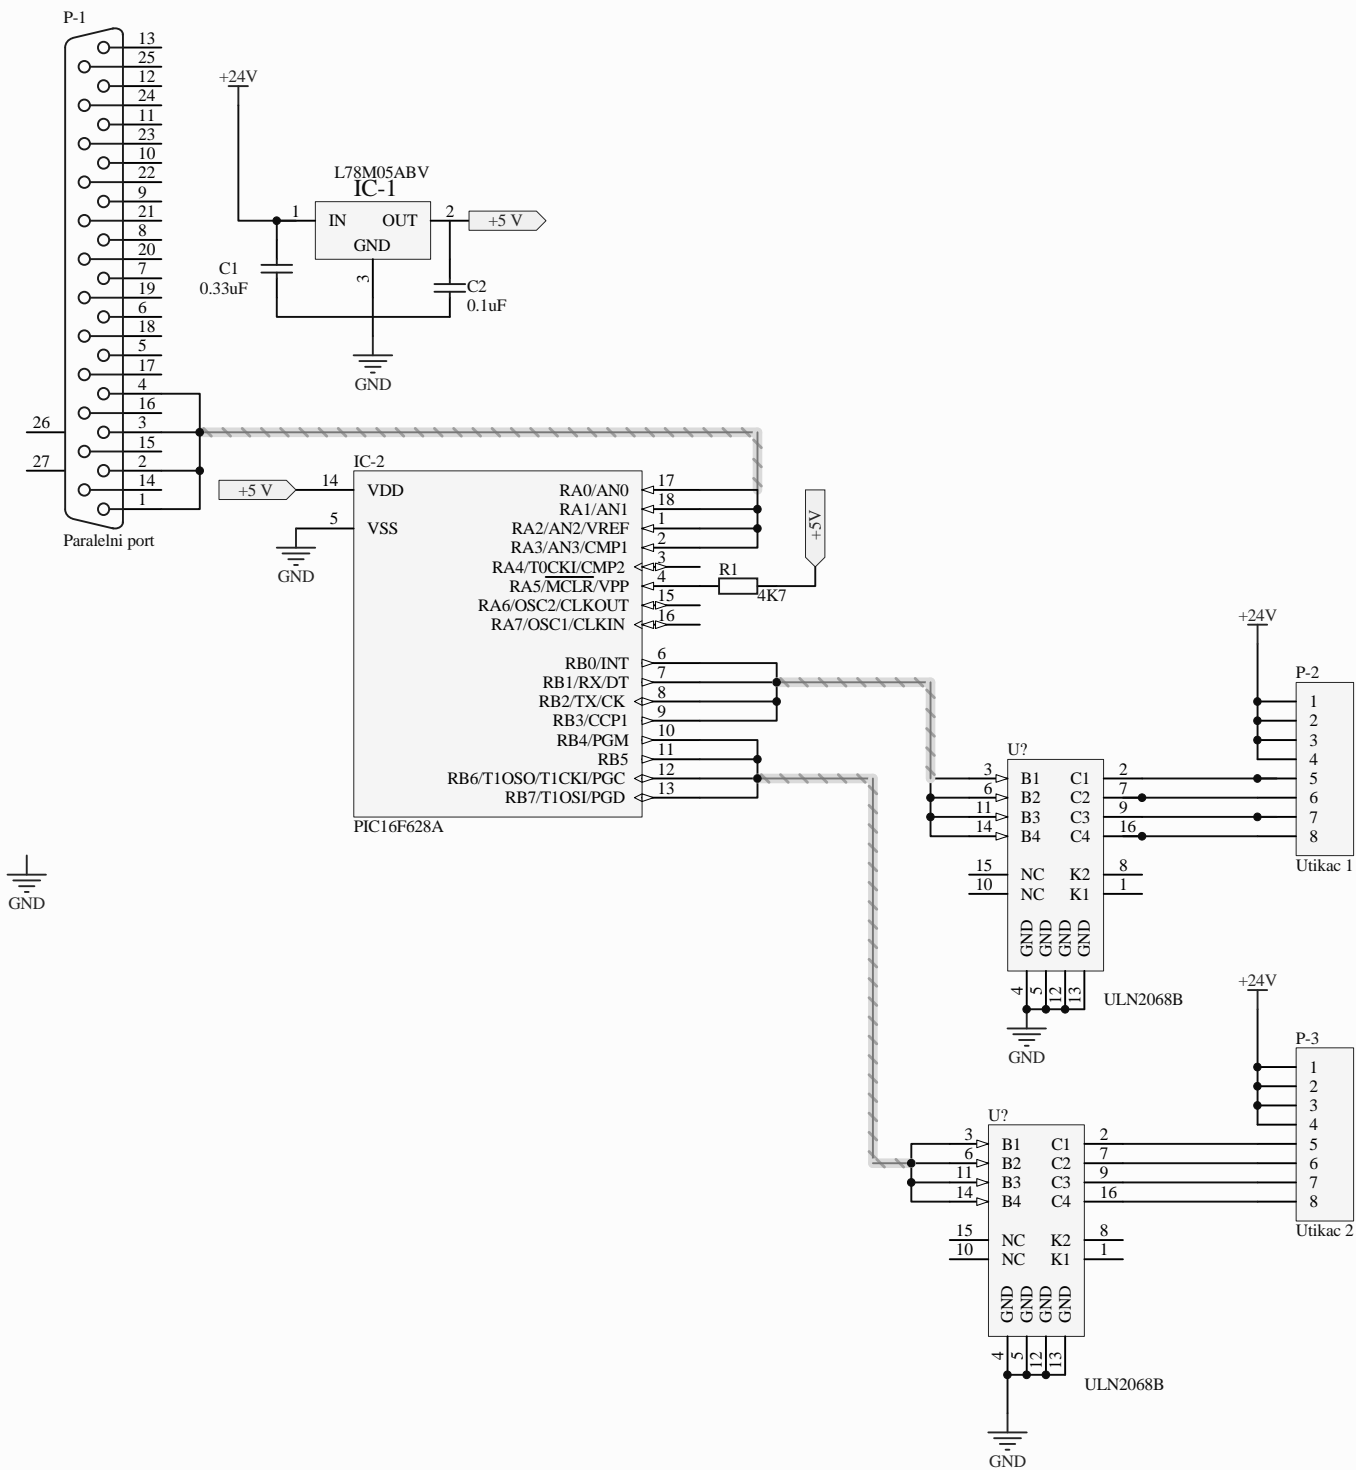 P-1
13
25
12
24
11
23
10
22
9
21
8
20
7
19
6
18
5
17
4
16
3
15
2
14
1
26
27
Paralelni port
+24V
L78M05ABV
IC-1
1 IN OUT 2
GND
3
+5 V
C1
0.33uF
C2
0.1uF
GND
IC-2
+5 V
14 VDD
5 VSS
GND
RA0/AN0 17
RA1/AN1 18
RA2/AN2/VREF 1
RA3/AN3/CMP1 2
RA4/T0CKI/CMP2 3
RA5/MCLR/VPP 4
RA6/OSC2/CLKOUT 15
RA7/OSC1/CLKIN 16
RB0/INT 6
RB1/RX/DT 7
RB2/TX/CK 8
RB3/CCP1 9
RB4/PGM 10
RB5 11
RB6/T1OSO/T1CKI/PGC 12
RB7/T1OSI/PGD 13
PIC16F628A
R1
4K7
+5V
GND
U?
3 B1 C1 2
6 B2 C2 7
11 B3 C3 9
14 B4 C4 16
15 NC K2 8
10 NC K1 1
GND GND GND GND
4 5 12 13
ULN2068B
GND
+24V
P-2
1
2
3
4
5
6
7
8
Utikac 1
U?
3 B1 C1 2
6 B2 C2 7
11 B3 C3 9
14 B4 C4 16
15 NC K2 8
10 NC K1 1
GND GND GND GND
4 5 12 13
ULN2068B
GND
+24V
P-3
1
2
3
4
5
6
7
8
Utikac 2